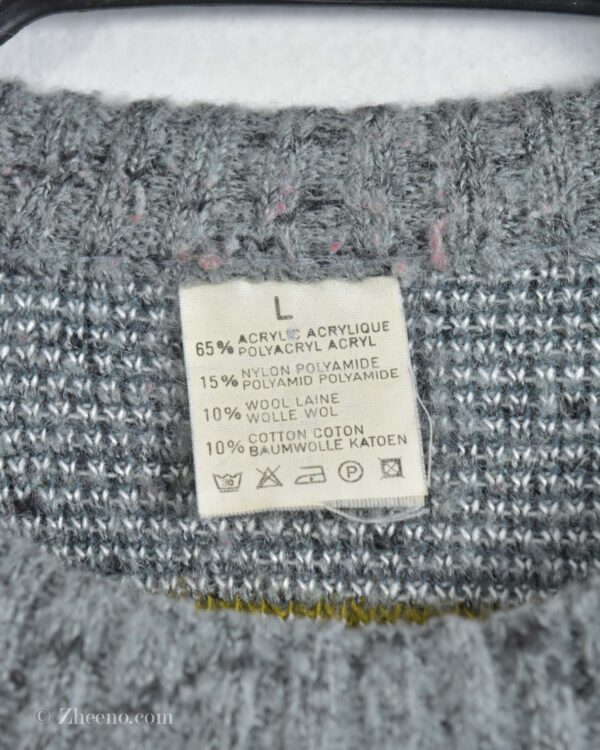 L
65% ACRYLIC ACRYLIQUE
POLYACRYL ACRYL
15% NYLON POLYAMIDE
POLYAMID POLYAMIDE
10% WOOL LAINE
WOLLE WOL
10% COTTON COTON
BAUMWOLLE KATOEN
30 P
© Zheeno.com